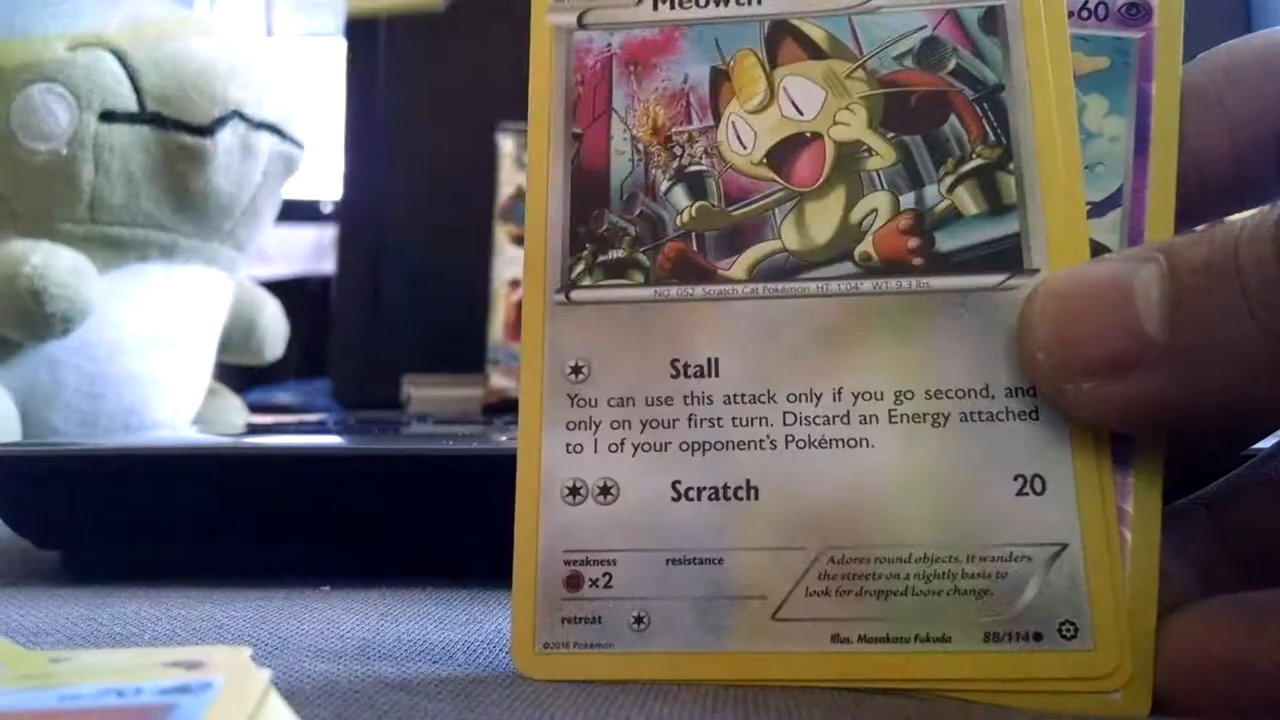 Meowth
60
NO. 052 Scratch Cat Pokémon HT: 1'04" WT: 9.3 lbs.
Stall
You can use this attack only if you go second, and
only on your first turn. Discard an Energy attached
to 1 of your opponent's Pokémon.
Scratch 20
weakness resistance
×2
Adores round objects. It wanders
the streets on a nightly basis to
look for dropped loose change.
retreat
©2016 Pokémon
Illus. Masakazu Fukuda 88/114